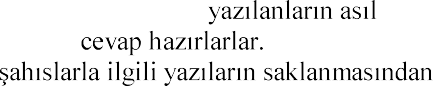 yazılanların asıl
cevap hazırlarlar.
şahıslarla ilgili yazıların saklanmasından